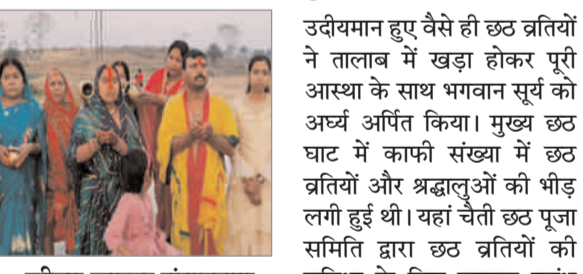 उदीयमान हुए वैसे ही छठ व्रतियों
ने तालाब में खड़ा होकर पूरी
आस्था के साथ भगवान सूर्य को
अर्घ्य अर्पित किया। मुख्य छठ
घाट में काफी संख्या में छठ
व्रतियों और श्रद्धालुओं की भीड़
लगी हुई थी। यहां चैती छठ पूजा
समिति द्वारा छठ व्रतियों की